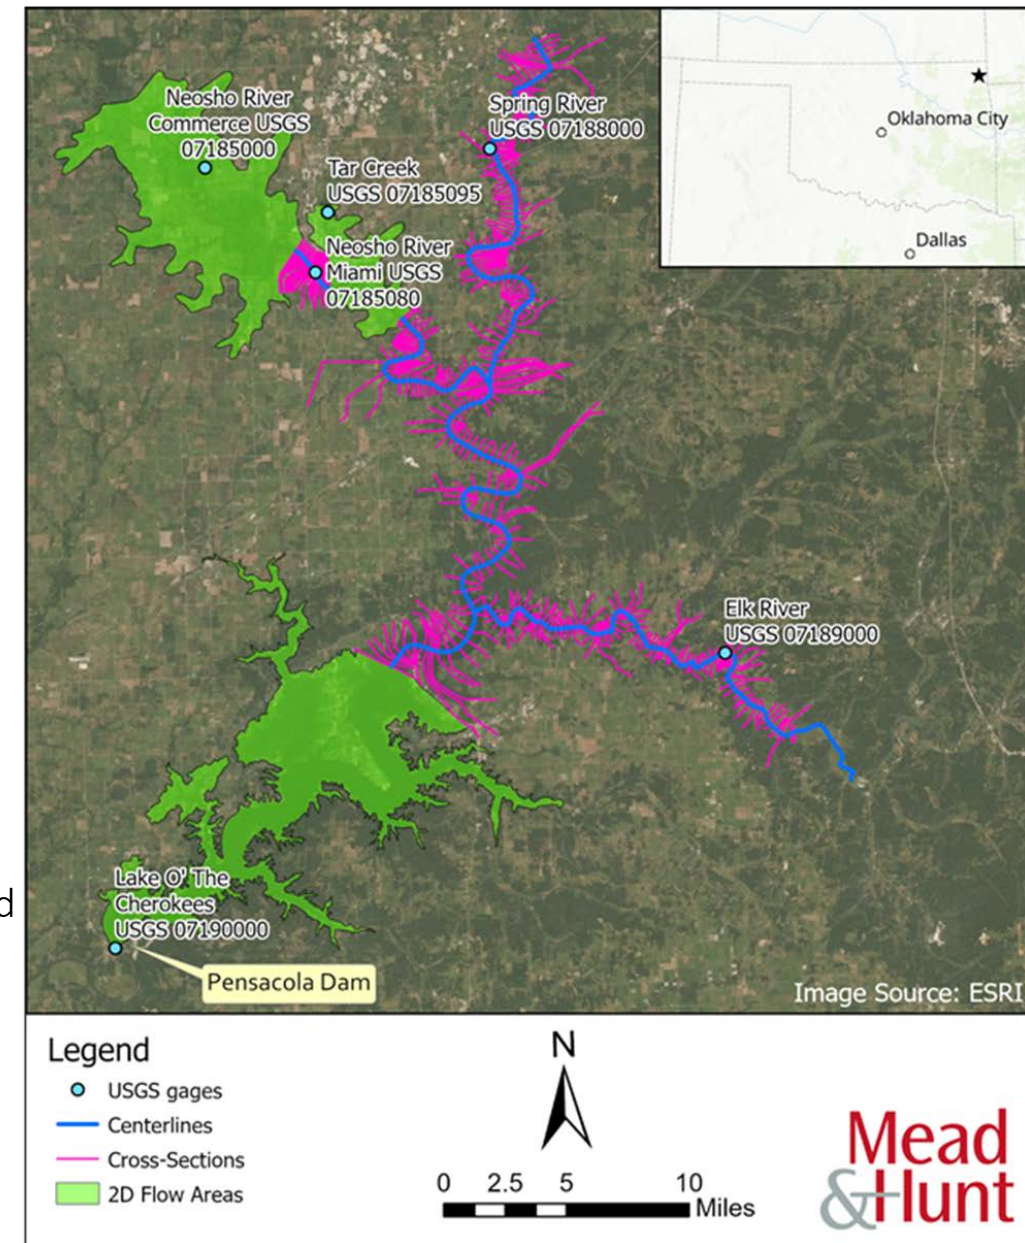 Neosho River
Commerce USGS
07185000
Spring River
USGS 07188000
Tar Creek
USGS 07185095
Neosho River
Miami USGS
07185080
Oklahoma City
Dallas
Elk River
USGS 07189000
d
Lake O' The
Cherokees
USGS 07190000
Pensacola Dam
Image Source: ESRI
Legend
USGS gages
Centerlines
Cross-Sections
2D Flow Areas
N
0 2.5 5 10
Miles
Mead
&Hunt